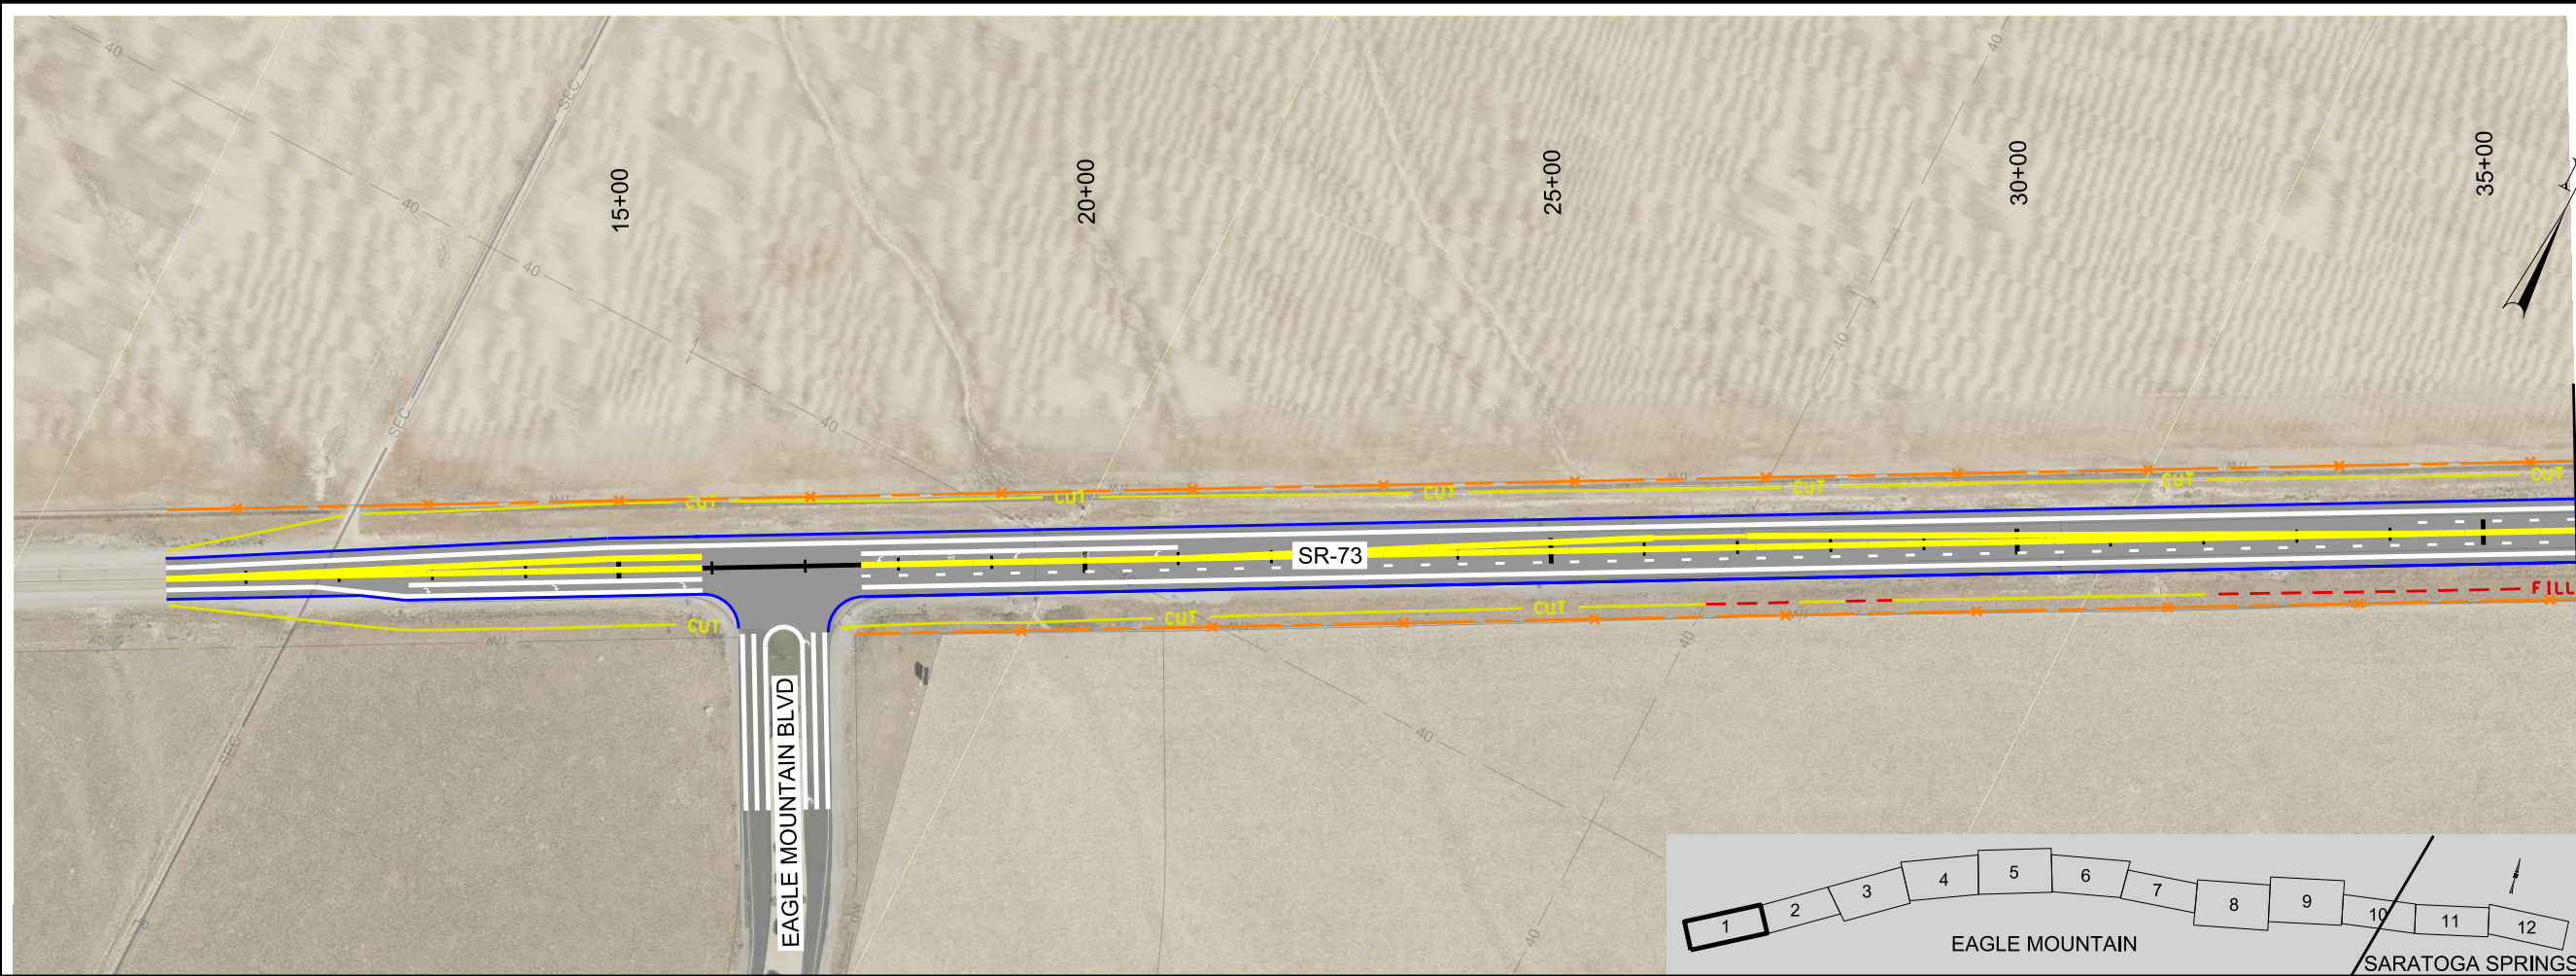 40
SEC
40
15+00
20+00
25+00
30+00
35+00
40
40
40
SEC
40
R/W
R/W
R/W
R/W
CUT
CUT
CUT
CUT
CUT
CUT
SR-73
40
CUT
CUT
CUT
FILL
R/W
R/W
R/W
40
SEC
EAGLE MOUNTAIN BLVD
40
R/W
40
1
2
3
4
5
6
7
8
9
10
11
12
EAGLE MOUNTAIN
SARATOGA SPRINGS